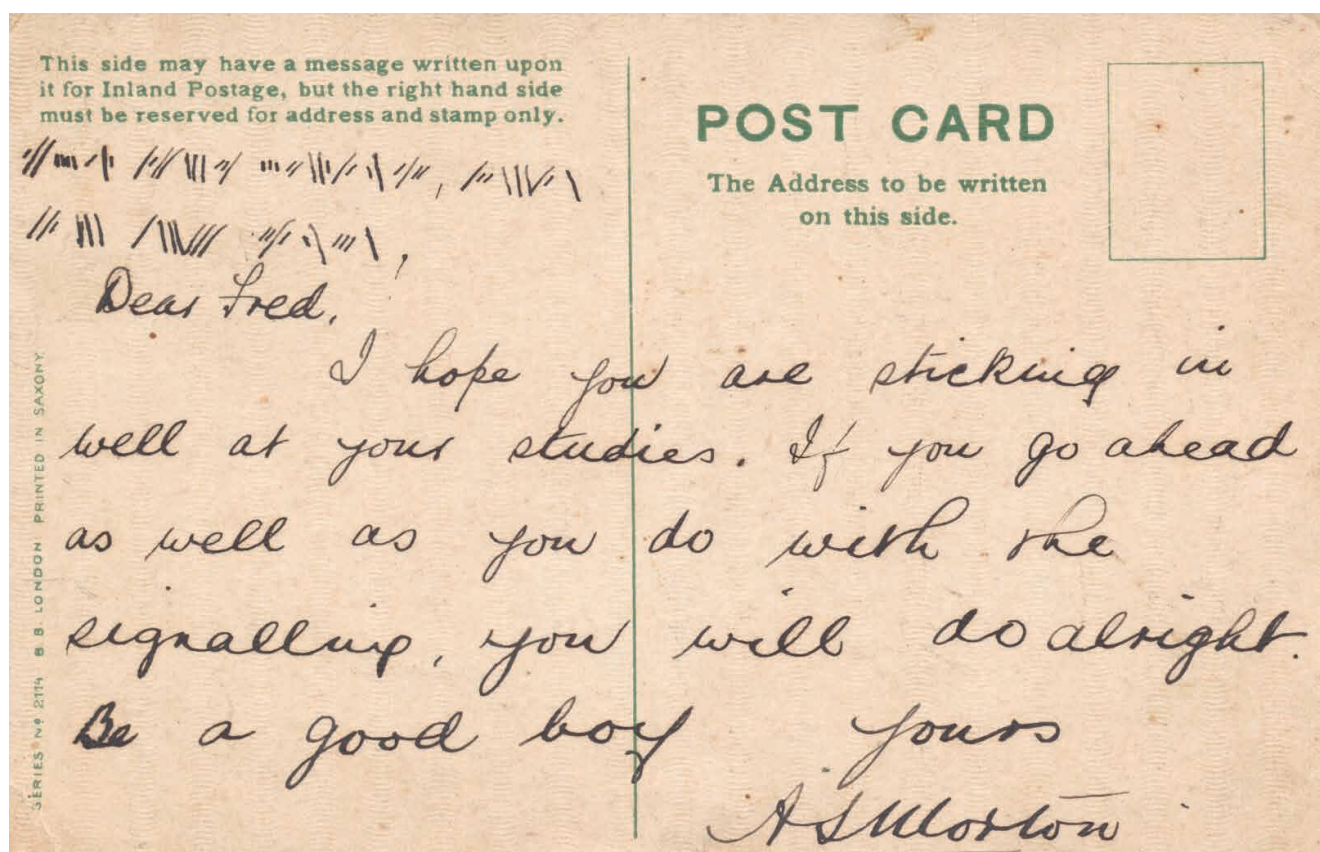 This side may have a message written upon
it for Inland Postage, but the right hand side
must be reserved for address and stamp only.
POST CARD
The Address to be written
on this side.
Dear Fred,
I hope you are sticking in
well at your studies. If you go ahead
as well as you do with the
signalling, you will do alright.
Be a good boy yours
A S Morton
SERIES No 2114 B. B. LONDON PRINTED IN SAXONY.